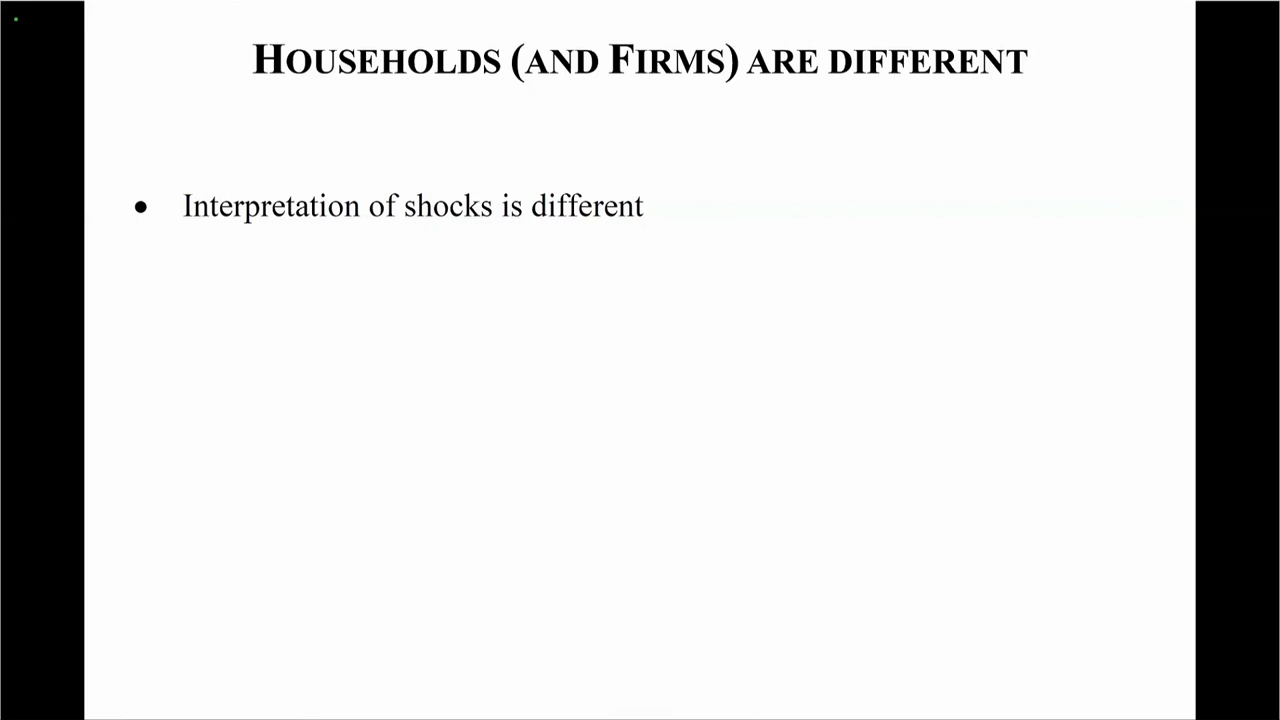 HOUSEHOLDS (AND FIRMS) ARE DIFFERENT
• Interpretation of shocks is different